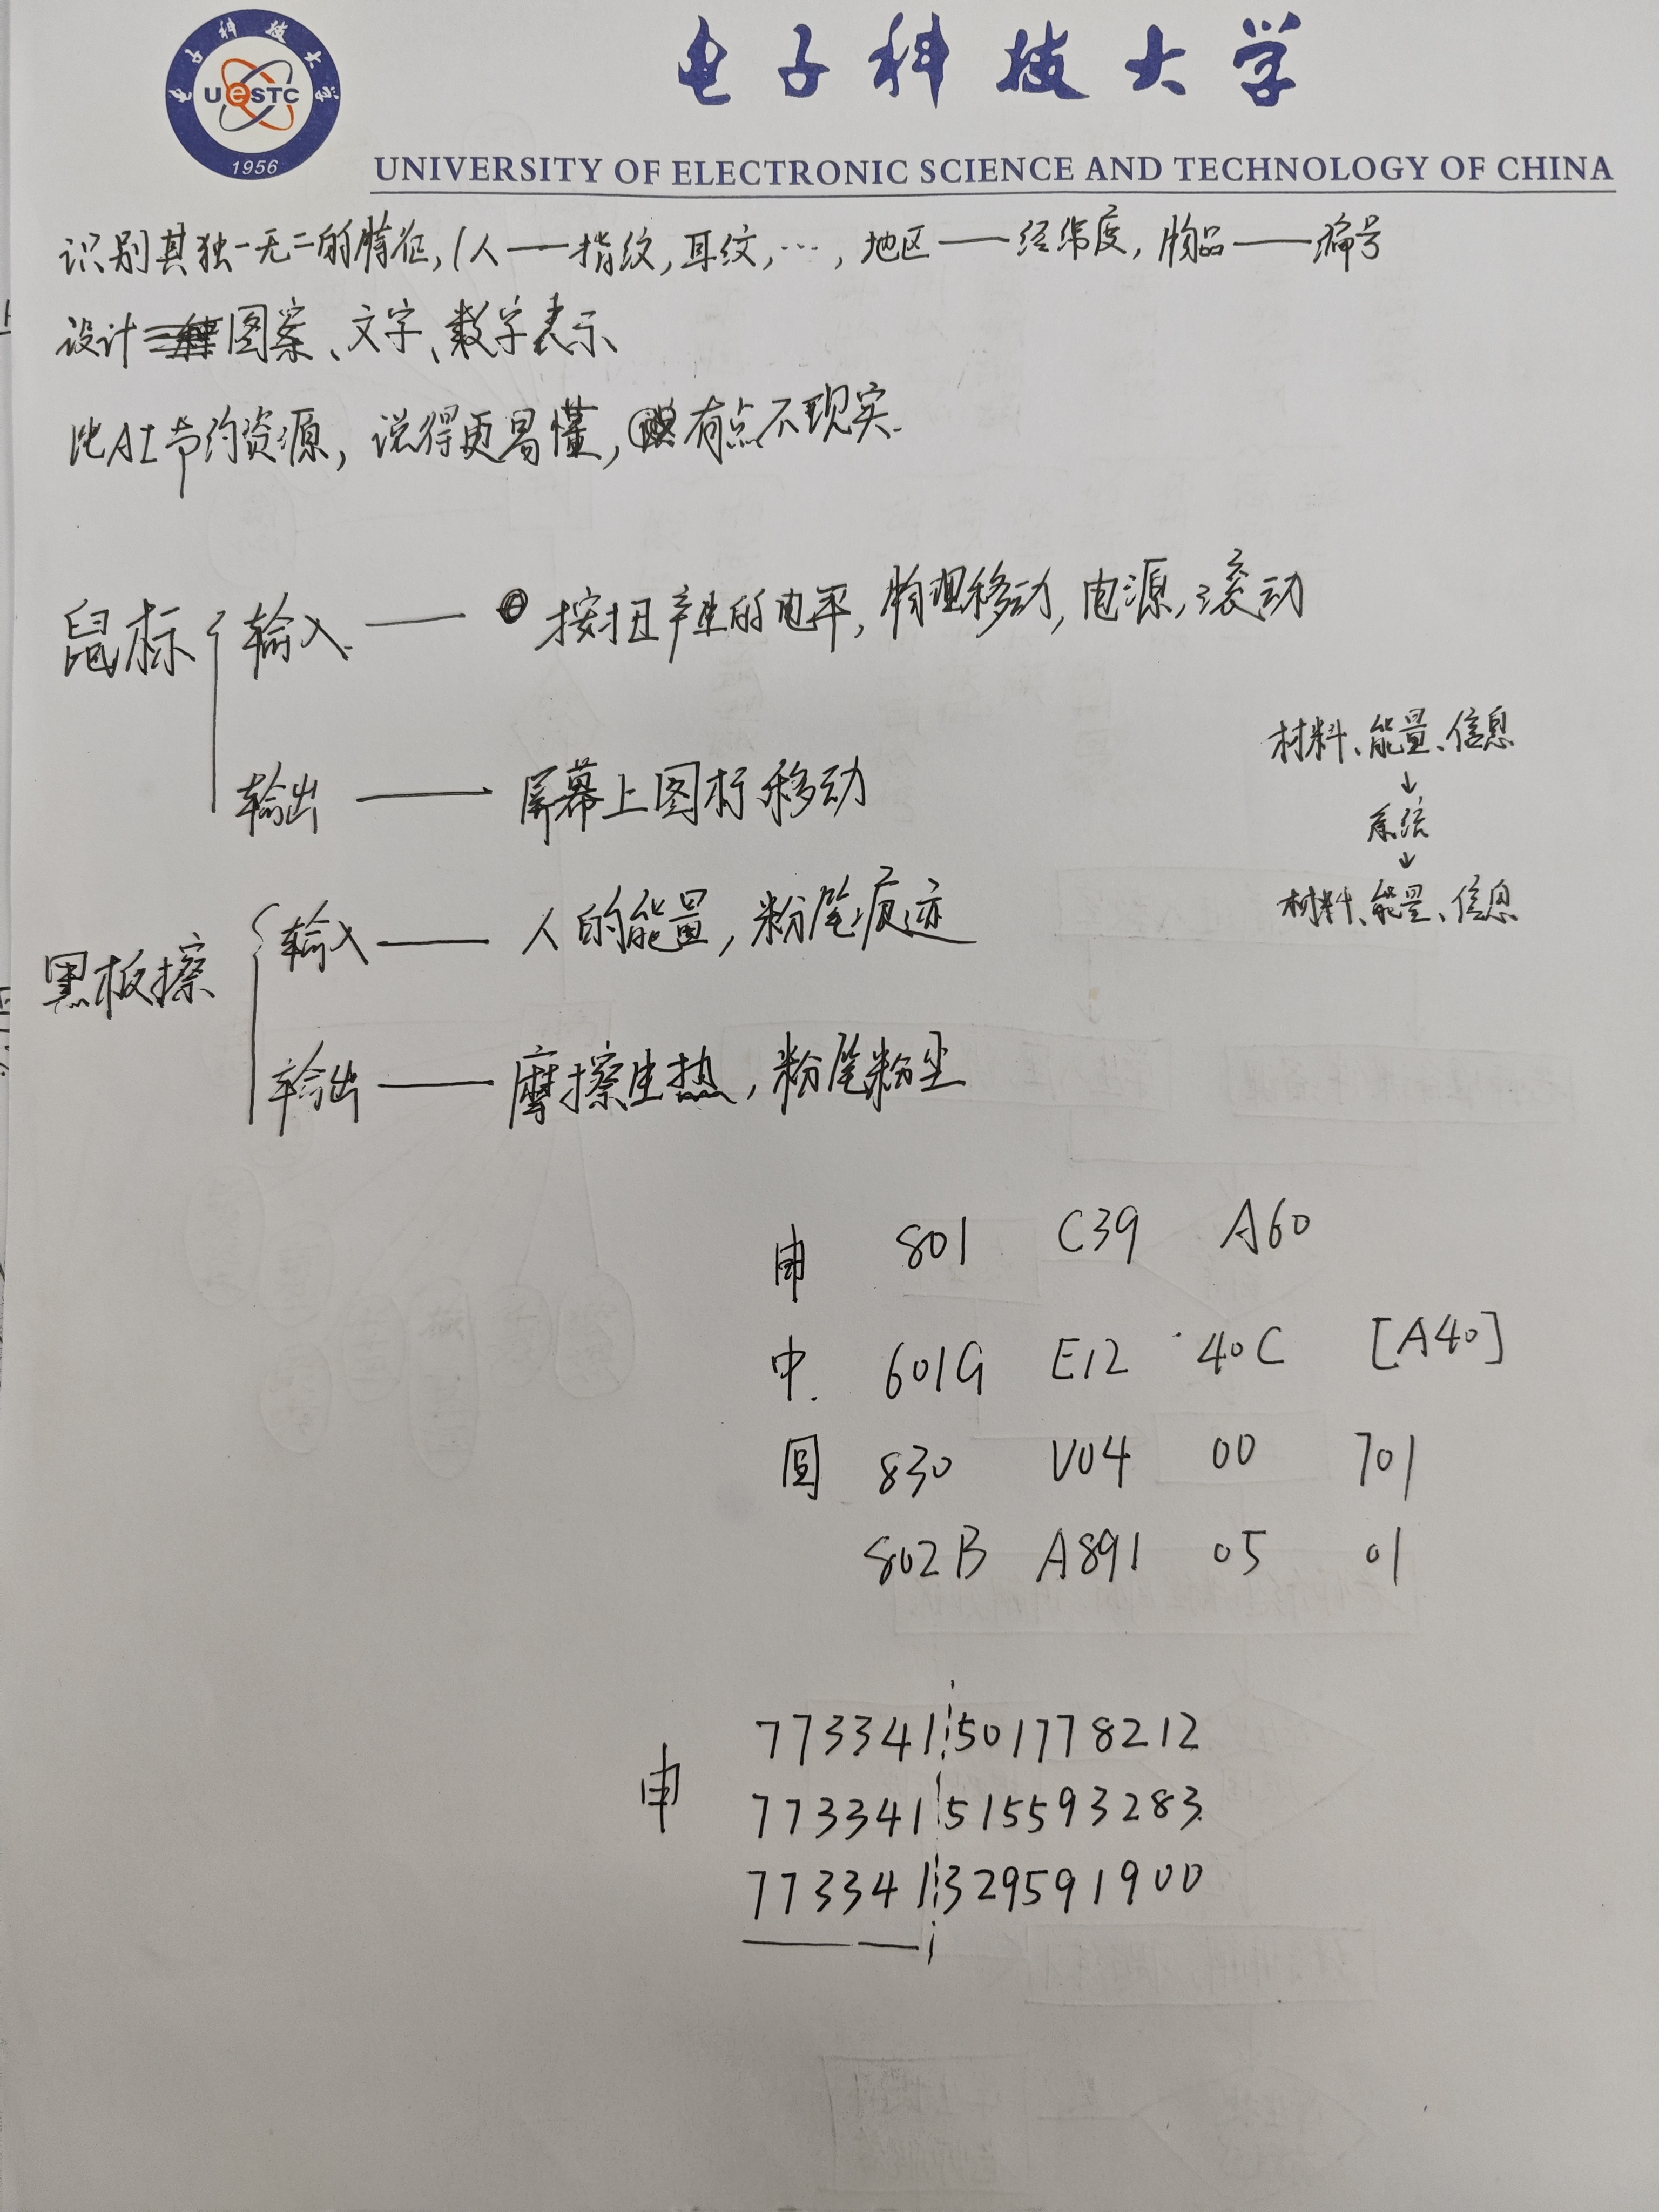 电子科技大学
UESTC
1956
电子科技大学
UNIVERSITY OF ELECTRONIC SCIENCE AND TECHNOLOGY OF CHINA
识别其独一无二的特征,(人——指纹,耳纹,…,地区——经纬度,物品——编号
设计图案、文字、数字表示
比AI节约资源,说得更易懂,有点不现实.
鼠标{输入——按扭产生的电平,物理移动,电源,滚动
输出——屏幕上图标移动
材料、能量、信息
↓
系统
↓
材料、能量、信息
黑板擦{输入——人的能量,粉笔痕迹
输出——摩擦生热,粉笔粉尘
申 801 C39 A60
中. 601G E12 40C [A40]
圆 830 V04 00 701
802B A891 05 01
申 773341¦501778212
773341¦515593283
773341¦329591900